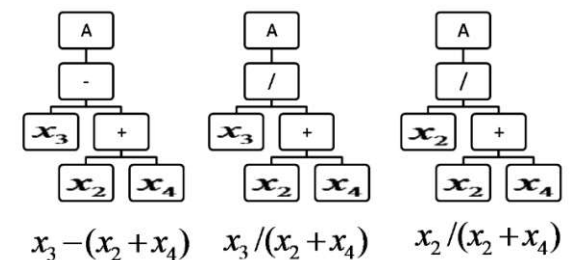 A A A
- / /
x₃ + x₃ + x₂ +
x₂ x₄ x₂ x₄ x₂ x₄
x₃−(x₂+x₄) x₃/(x₂+x₄) x₂/(x₂+x₄)